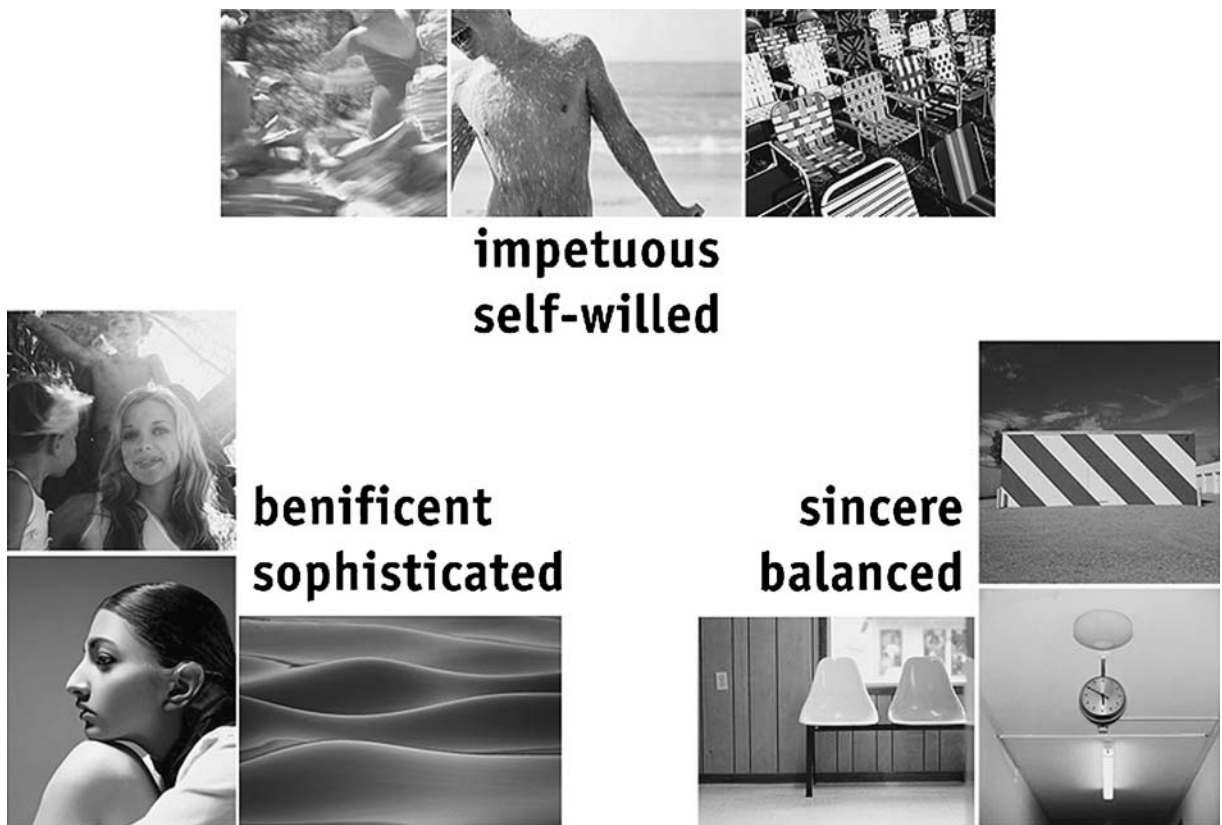 impetuous
self-willed
benificent
sophisticated
sincere
balanced